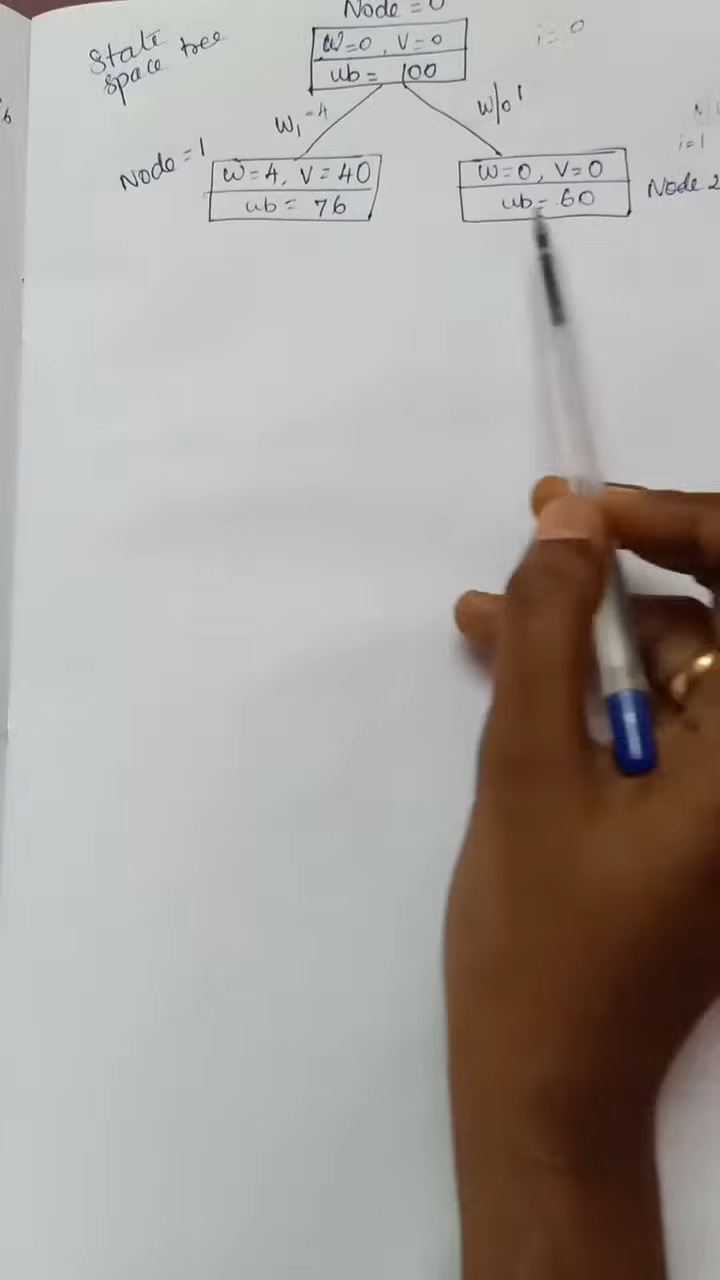 Node = 0
State space tree
W=0, V=0
i=0
ub= 100
W1=4
w/o 1
i=1
Node = 1
W=4, V=40
W=0, V=0
Node 2
ub= 76
ub= 60